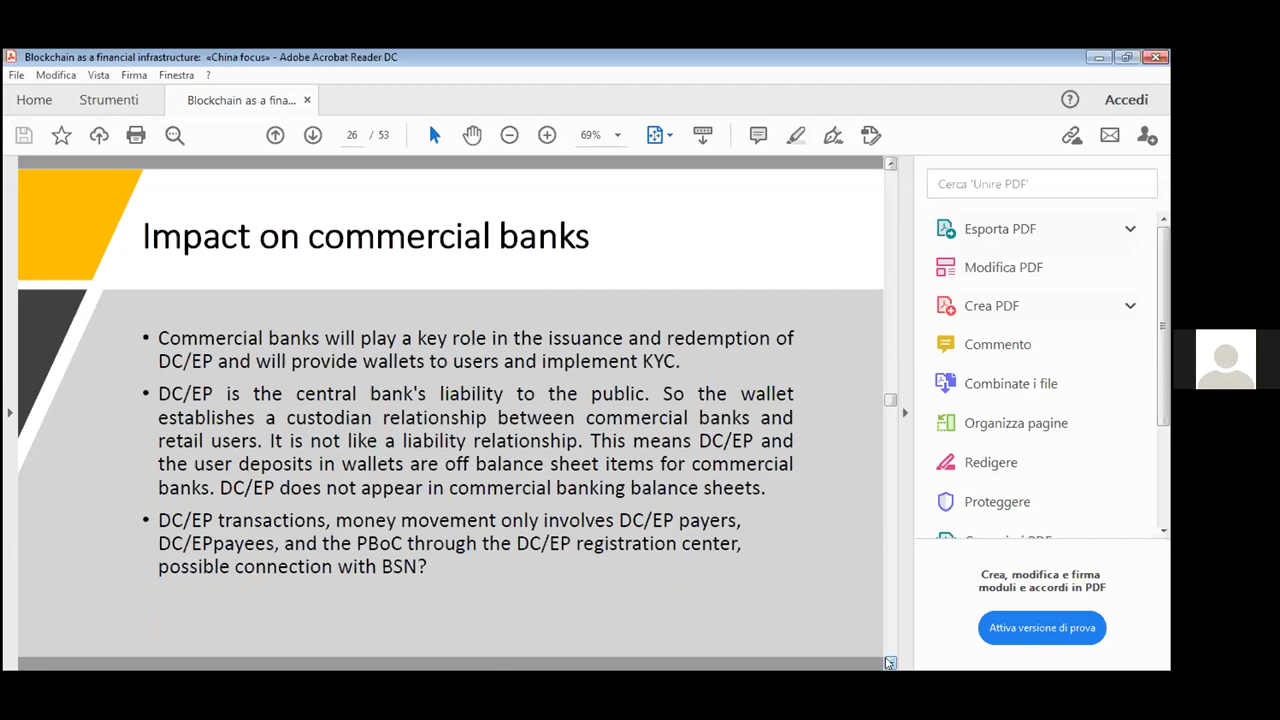 Blockchain as a financial infrastructure: «China focus» - Adobe Acrobat Reader DC
File Modifica Vista Firma Finestra ?
Home Strumenti Blockchain as a fina... × Accedi
26 / 53 69%
Impact on commercial banks
• Commercial banks will play a key role in the issuance and redemption of
DC/EP and will provide wallets to users and implement KYC.
• DC/EP is the central bank's liability to the public. So the wallet
establishes a custodian relationship between commercial banks and
retail users. It is not like a liability relationship. This means DC/EP and
the user deposits in wallets are off balance sheet items for commercial
banks. DC/EP does not appear in commercial banking balance sheets.
• DC/EP transactions, money movement only involves DC/EP payers,
DC/EPpayees, and the PBoC through the DC/EP registration center,
possible connection with BSN?
Cerca 'Unire PDF'
Esporta PDF
Modifica PDF
Crea PDF
Commento
Combinate i file
Organizza pagine
Redigere
Proteggere
Crea, modifica e firma
moduli e accordi in PDF
Attiva versione di prova